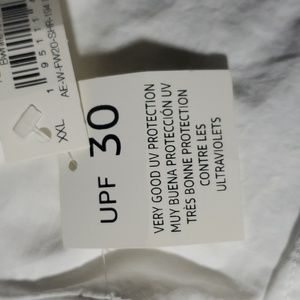 AE-W-FW20-SHR-194
XXL
UPF 30
VERY GOOD UV PROTECTION
MUY BUENA PROTECCIÓN UV
TRÈS BONNE PROTECTION
CONTRE LES
ULTRAVIOLETS